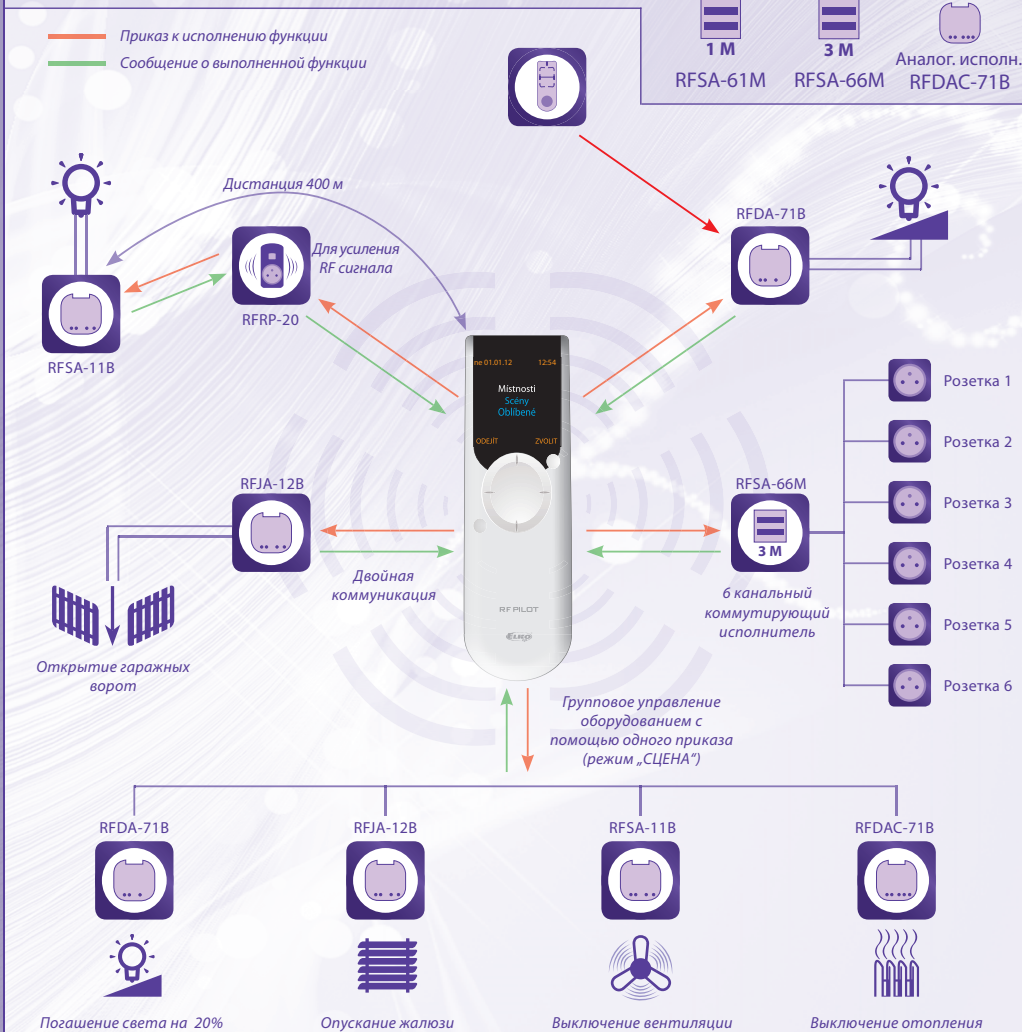 Приказ к исполнению функции
Сообщение о выполненной функции
1 M
RFSA-61M
3 M
RFSA-66M
Аналог. исполн.
RFDAC-71B
Дистанция 400 м
Для усиления
RF сигнала
RFRP-20
RFSA-11B
RFDA-71B
ne 01.01.12 12:54
Místnosti
Scény
Oblíbené
ODEJÍT ZVOLIT
RF PILOT
RFJA-12B
Двойная
коммуникация
Открытие гаражных
ворот
RFSA-66M
3 M
6 канальный
коммутирующий
исполнитель
Розетка 1
Розетка 2
Розетка 3
Розетка 4
Розетка 5
Розетка 6
Групповое управление
оборудованием с
помощью одного приказа
(режим „СЦЕНА“)
RFDA-71B
RFJA-12B
RFSA-11B
RFDAC-71B
Погашение света на 20%
Опускание жалюзи
Выключение вентиляции
Выключение отопления